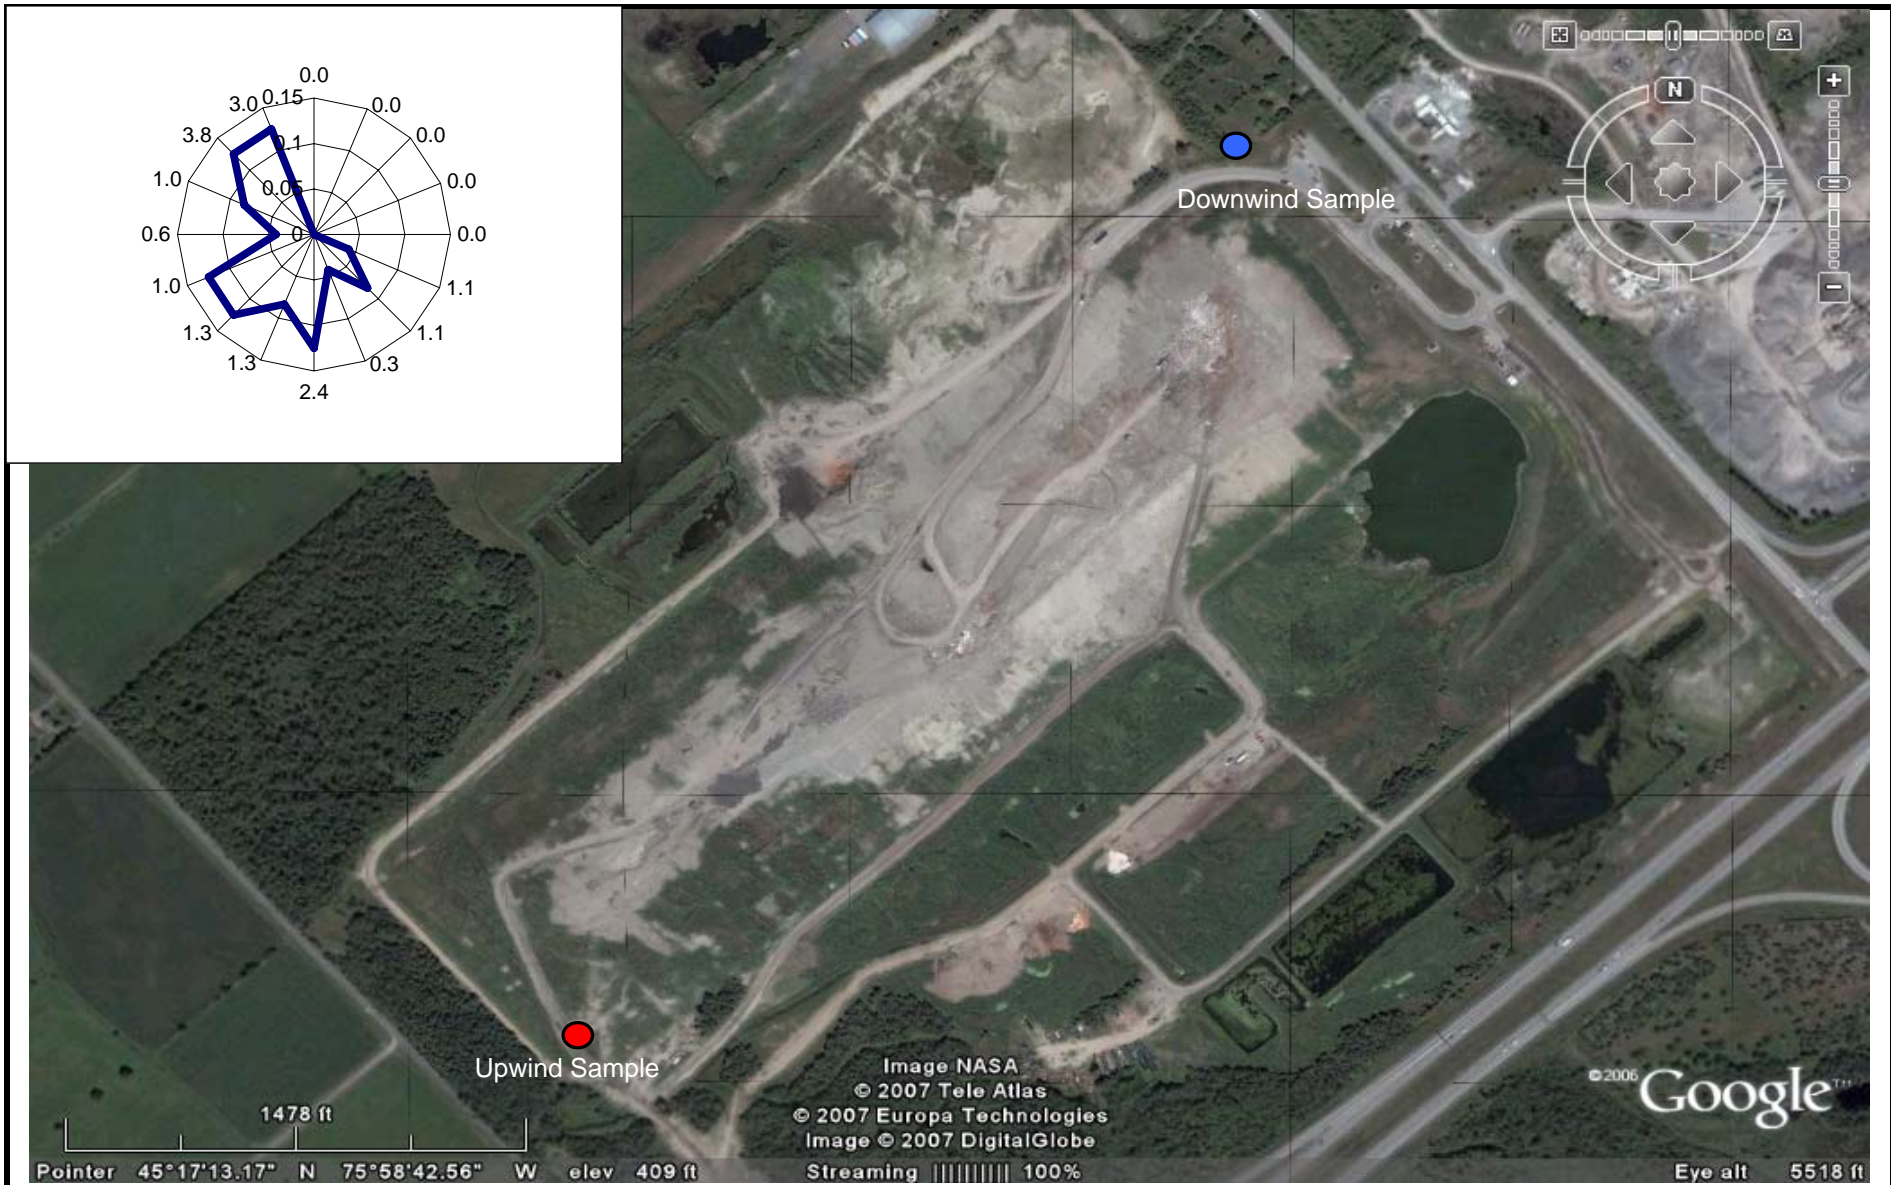 0.0
3.0 0.15 0.0
3.8 0.1 0.0
1.0 0.05 0.0
0.6 0 0.0
1.0 1.1
1.3 1.1
1.3 0.3
2.4
N
+
−
Downwind Sample
Upwind Sample
Image NASA
© 2007 Tele Atlas
© 2007 Europa Technologies
Image © 2007 DigitalGlobe
©2006 Google™
1478 ft
Pointer 45°17'13.17" N 75°58'42.56" W elev 409 ft Streaming |||||||||| 100% Eye alt 5518 ft